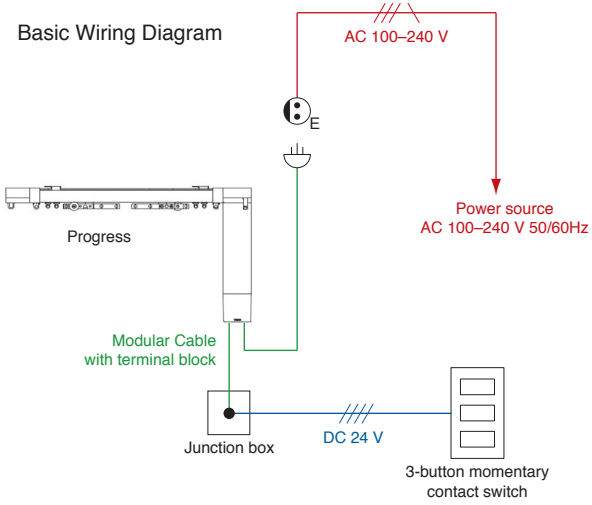 Basic Wiring Diagram
AC 100–240 V
E
Power source
AC 100–240 V 50/60Hz
Progress
Modular Cable
with terminal block
Junction box
DC 24 V
3-button momentary
contact switch